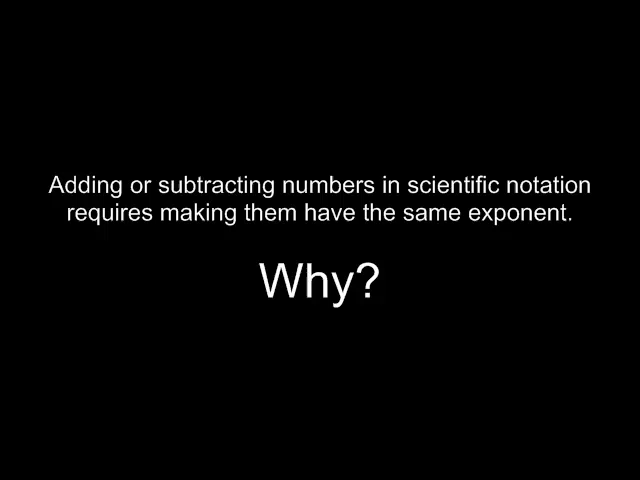 Adding or subtracting numbers in scientific notation
requires making them have the same exponent.
Why?